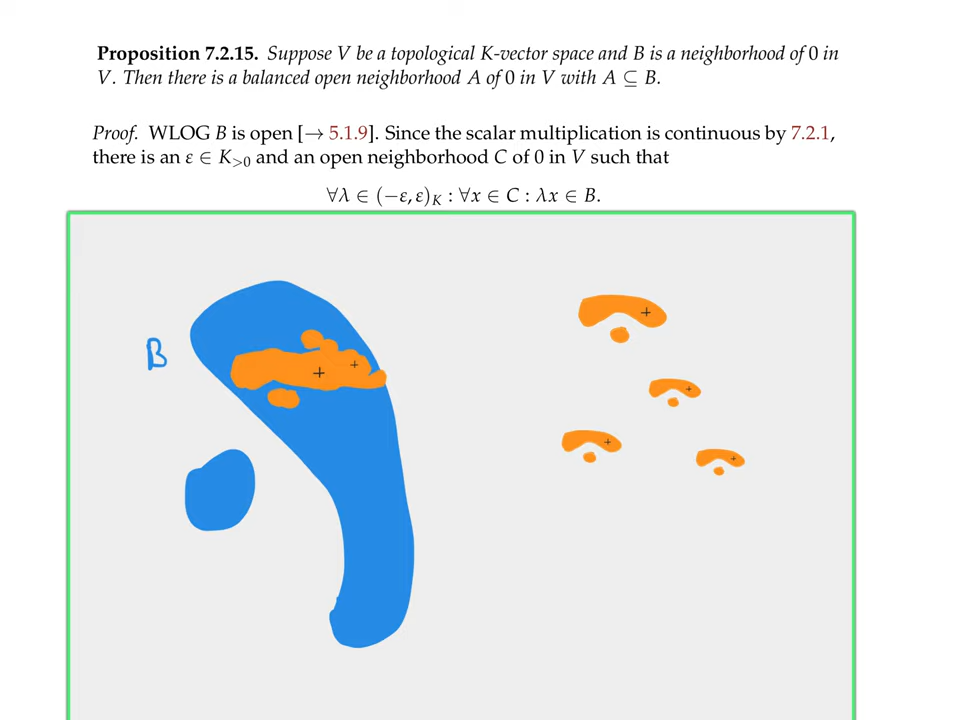 Proposition 7.2.15. Suppose V be a topological K-vector space and B is a neighborhood of 0 in
V. Then there is a balanced open neighborhood A of 0 in V with A ⊆ B.
Proof. WLOG B is open [→ 5.1.9]. Since the scalar multiplication is continuous by 7.2.1,
there is an ε ∈ K>0 and an open neighborhood C of 0 in V such that
∀λ ∈ (−ε, ε)K : ∀x ∈ C : λx ∈ B.
B